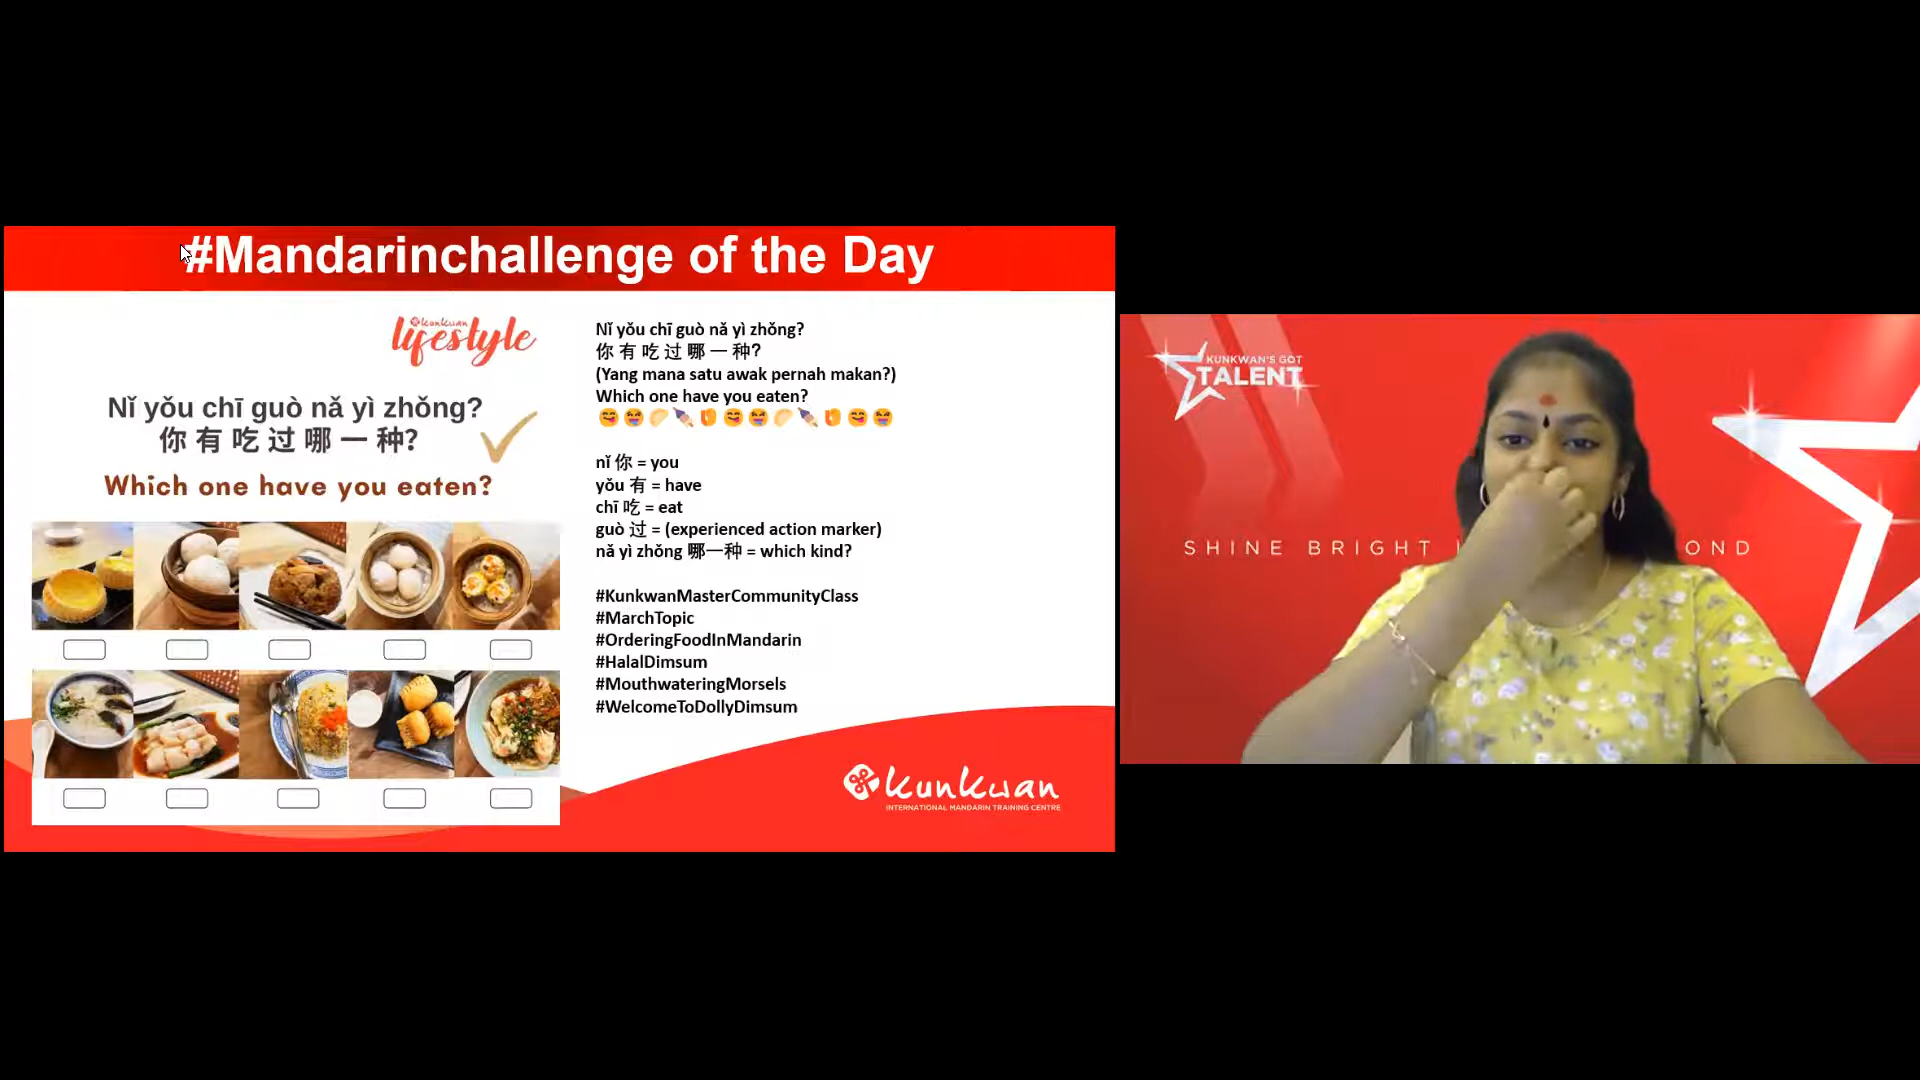 #Mandarinchallenge of the Day
kunkwan
lifestyle
Nǐ yǒu chī guò nǎ yì zhǒng?
你 有 吃 过 哪 一 种?
Which one have you eaten?
Nǐ yǒu chī guò nǎ yì zhǒng?
你 有 吃 过 哪 一 种?
(Yang mana satu awak pernah makan?)
Which one have you eaten?
nǐ 你 = you
yǒu 有 = have
chī 吃 = eat
guò 过 = (experienced action marker)
nǎ yì zhǒng 哪一种 = which kind?
#KunkwanMasterCommunityClass
#MarchTopic
#OrderingFoodInMandarin
#HalalDimsum
#MouthwateringMorsels
#WelcomeToDollyDimsum
kunkwan
INTERNATIONAL MANDARIN TRAINING CENTRE
KUNKWAN'S GOT
TALENT
SHINE BRIGHT OND